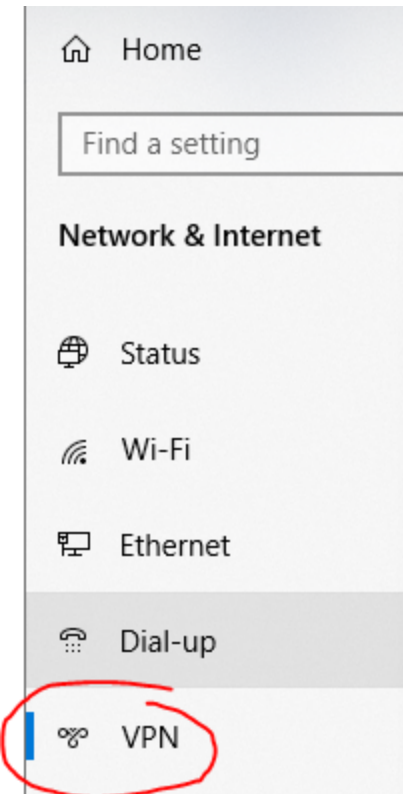 Home
Find a setting
Network & Internet
Status
Wi-Fi
Ethernet
Dial-up
VPN